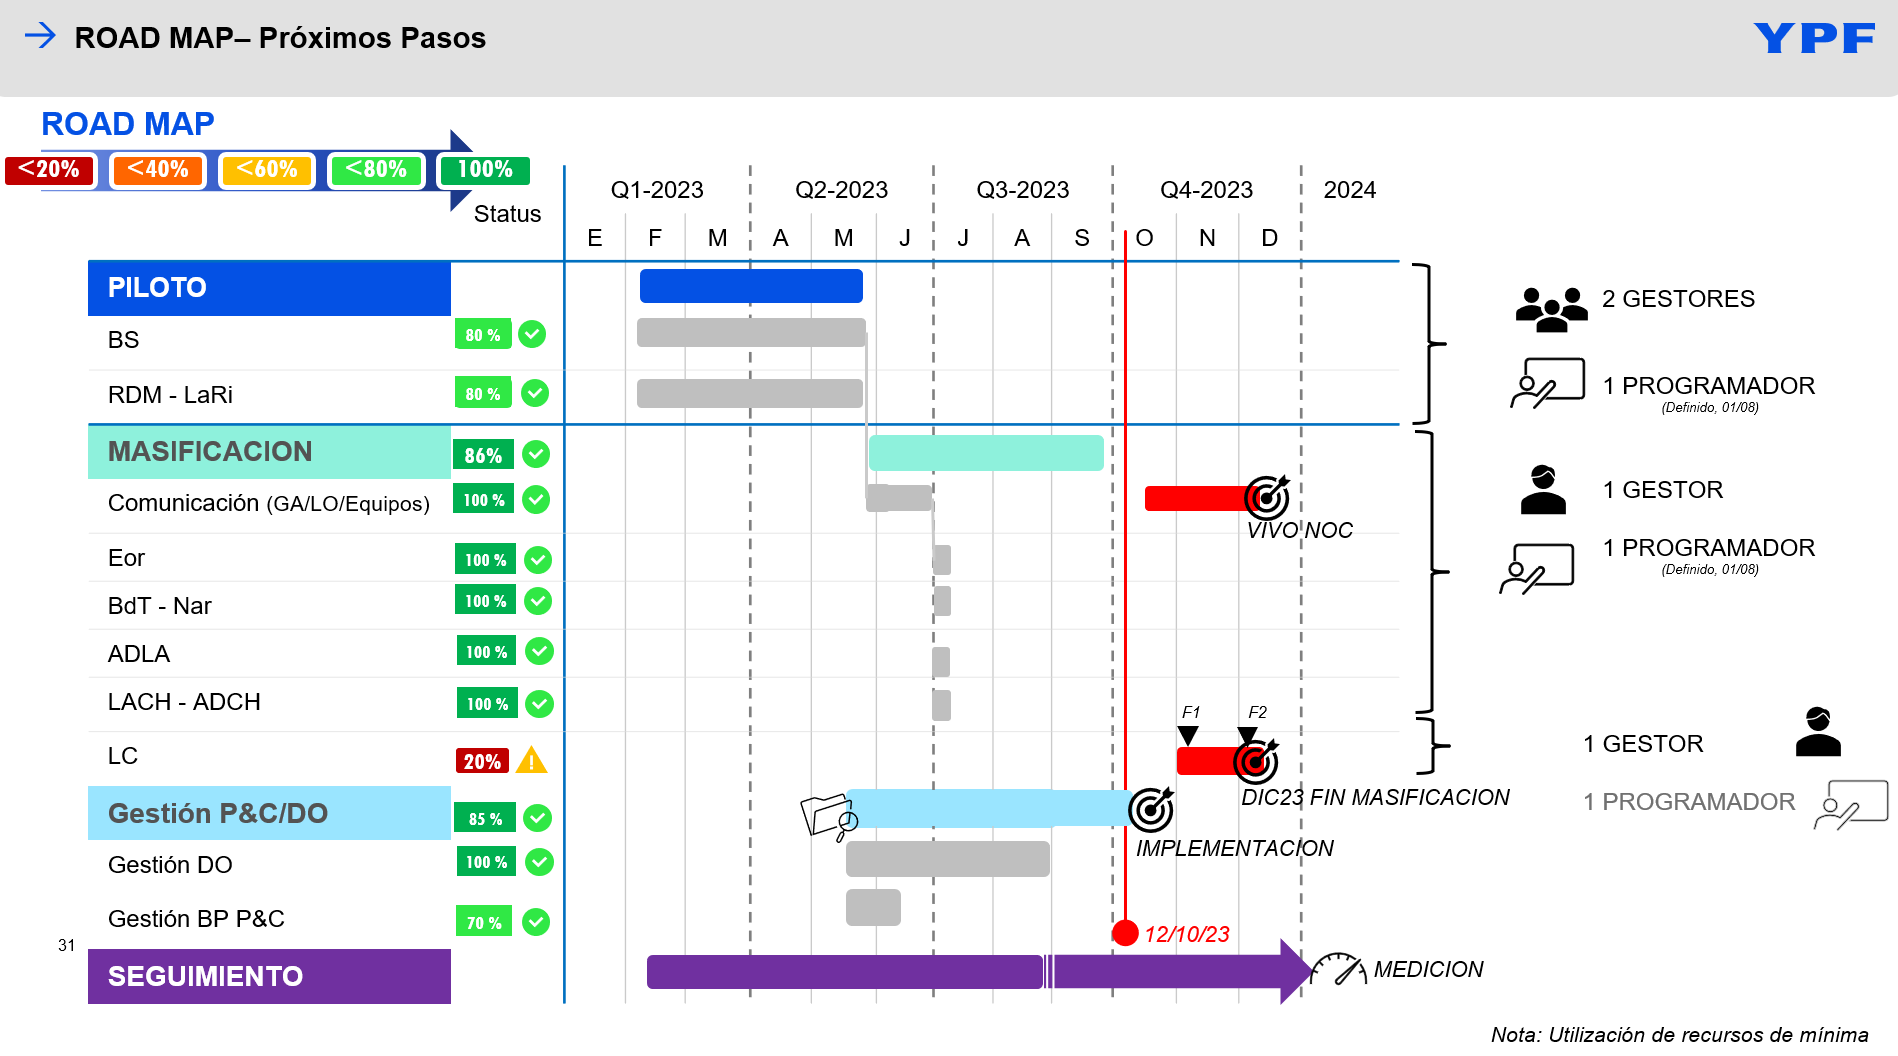 ROAD MAP– Próximos Pasos
YPF
ROAD MAP
<20% <40% <60% <80% 100%
Status
Q1-2023 Q2-2023 Q3-2023 Q4-2023 2024
E F M A M J J A S O N D
PILOTO
BS 80 %
RDM - LaRi 80 %
2 GESTORES
1 PROGRAMADOR
(Definido, 01/08)
MASIFICACION 86%
Comunicación (GA/LO/Equipos) 100 %
VIVO NOC
Eor 100 %
BdT - Nar 100 %
ADLA 100 %
LACH - ADCH 100 %
1 GESTOR
1 PROGRAMADOR
(Definido, 01/08)
F1 F2
LC 20%
DIC23 FIN MASIFICACION
1 GESTOR
1 PROGRAMADOR
Gestión P&C/DO 85 %
IMPLEMENTACION
Gestión DO 100 %
Gestión BP P&C 70 %
12/10/23
31
SEGUIMIENTO
MEDICION
Nota: Utilización de recursos de mínima